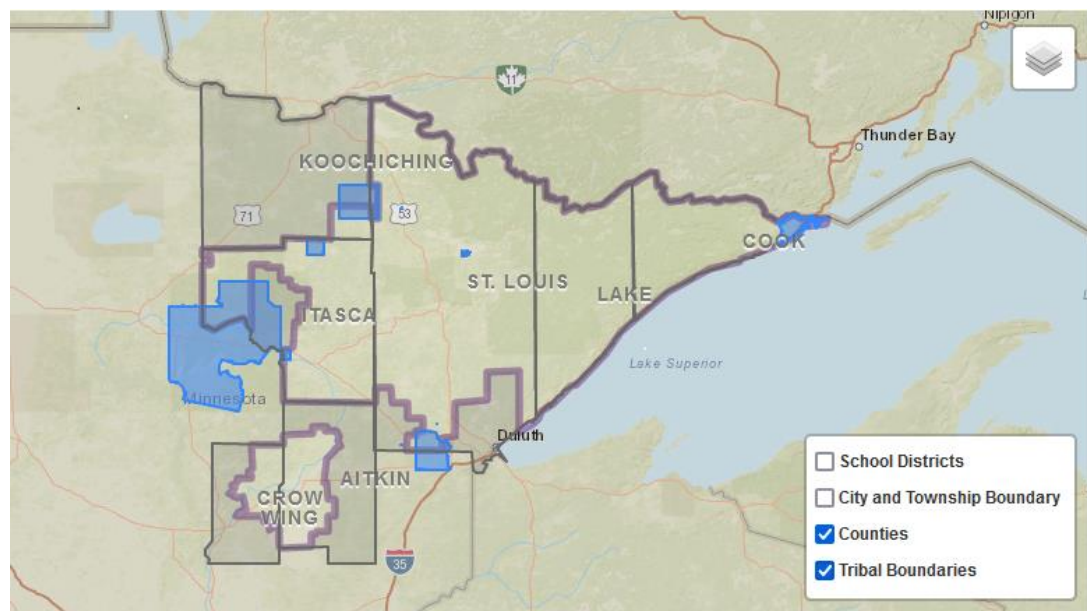 Nipigon
11
Thunder Bay
KOOCHICHING
71
53
COOK
ST. LOUIS
LAKE
ITASCA
Lake Superior
Minnesota
Duluth
AITKIN
CROW
WING
35
School Districts
City and Township Boundary
Counties
Tribal Boundaries